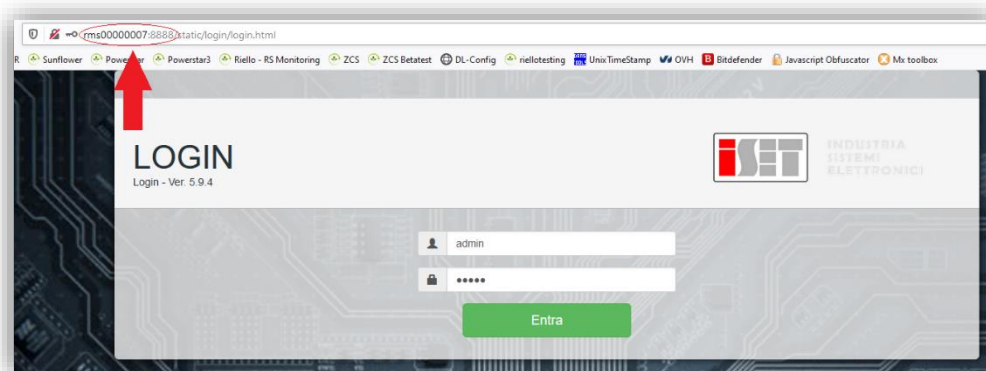 rms00000007:8888/static/login/login.html
R Sunflower Powerstar Powerstar3 Riello - RS Monitoring ZCS ZCS Betatest DL-Config riellotesting UnixTimeStamp OVH Bitdefender Javascript Obfuscator Mx toolbox
LOGIN
Login - Ver. 5.9.4
iSET
INDUSTRIA
SISTEMI
ELETTRONICI
admin
•••••
Entra